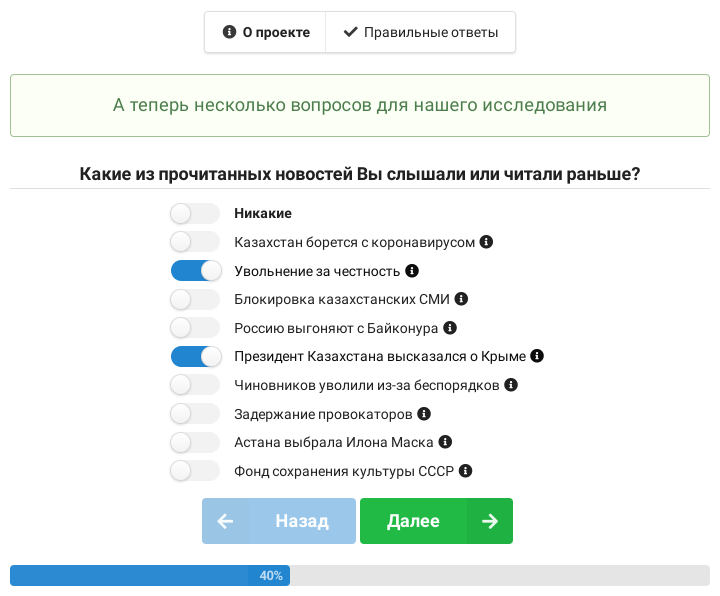 О проекте
Правильные ответы
А теперь несколько вопросов для нашего исследования
Какие из прочитанных новостей Вы слышали или читали раньше?
Никакие
Казахстан борется с коронавирусом
Увольнение за честность
Блокировка казахстанских СМИ
Россию выгоняют с Байконура
Президент Казахстана высказался о Крыме
Чиновников уволили из-за беспорядков
Задержание провокаторов
Астана выбрала Илона Маска
Фонд сохранения культуры СССР
Назад
Далее
40%